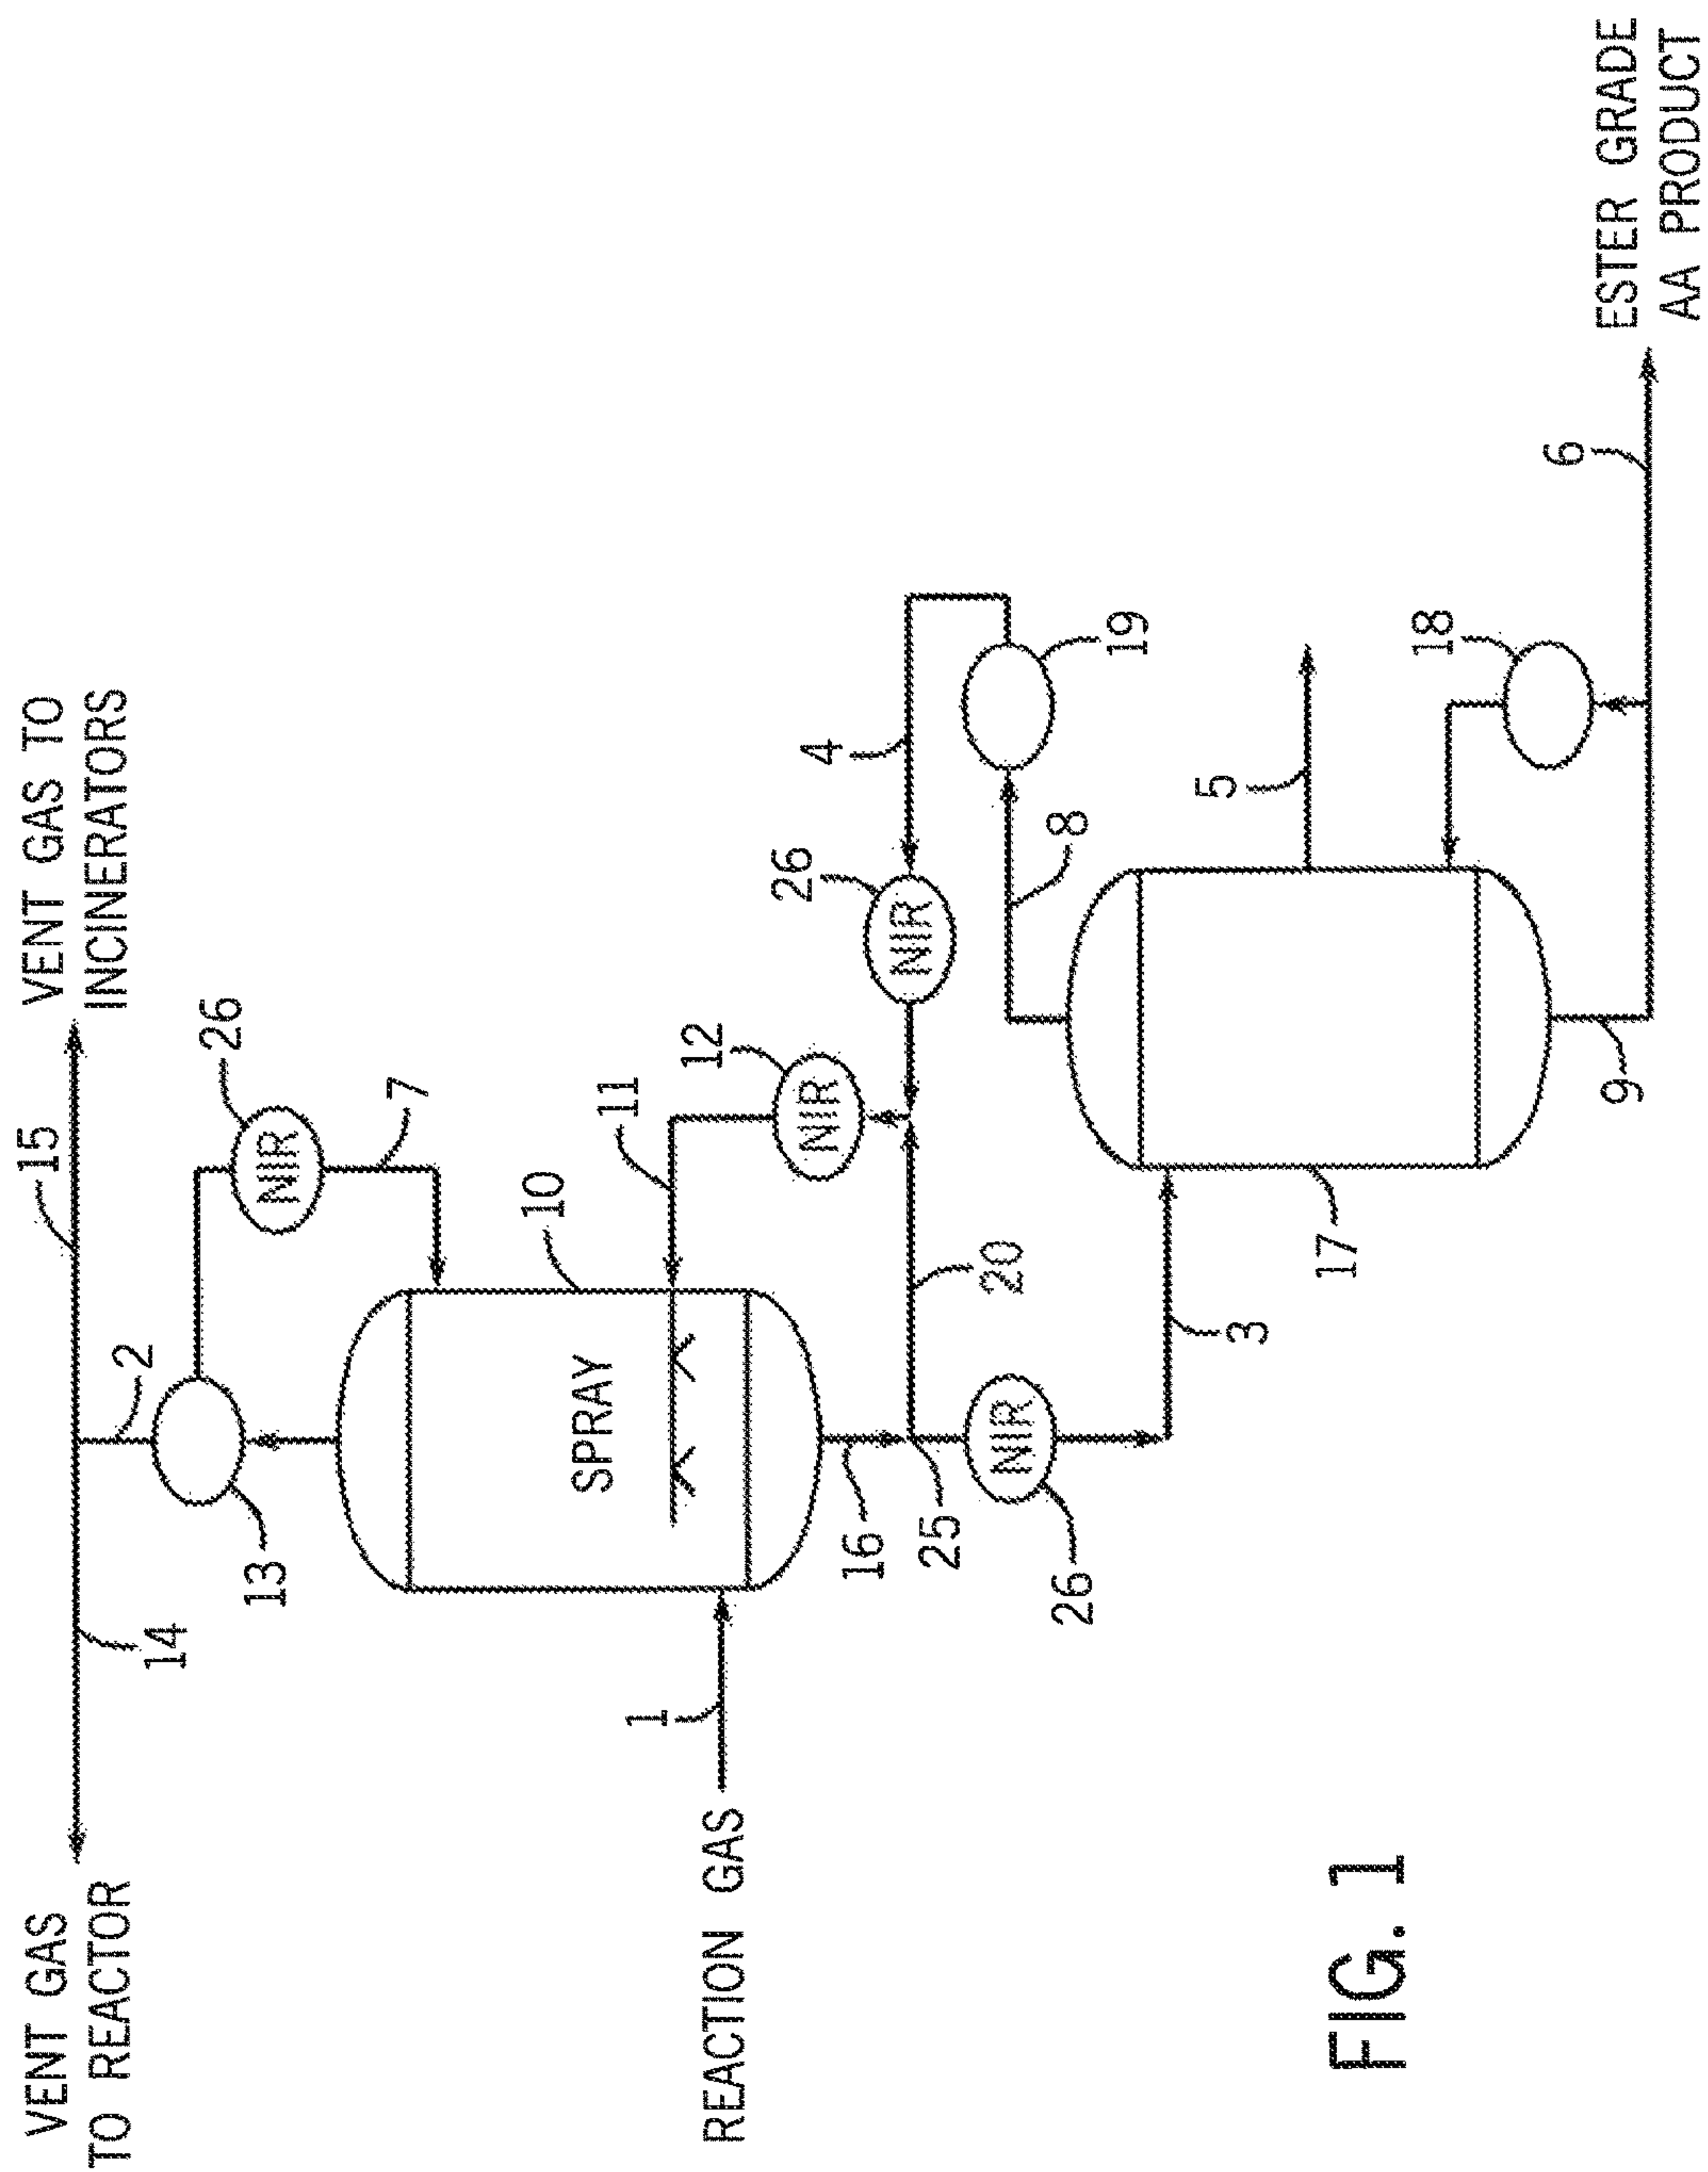 VENT GAS
TO REACTOR
VENT GAS TO
INCINERATORS
14
15
2
13
26
7
REACTION GAS
1
SPRAY
10
11
12
26
4
16
25
20
26
3
8
19
17
5
18
9
6
ESTER GRADE
AA PRODUCT
NIR
NIR
NIR
NIR
FIG. 1